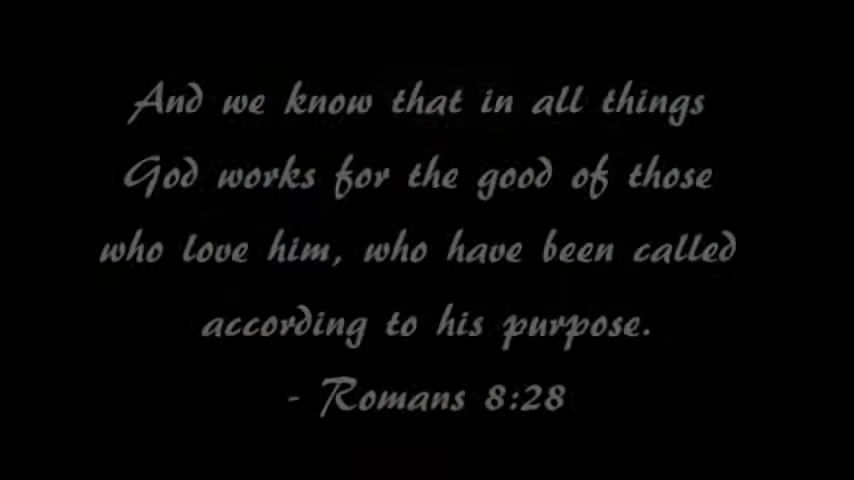 And we know that in all things
God works for the good of those
who love him, who have been called
according to his purpose.
- Romans 8:28